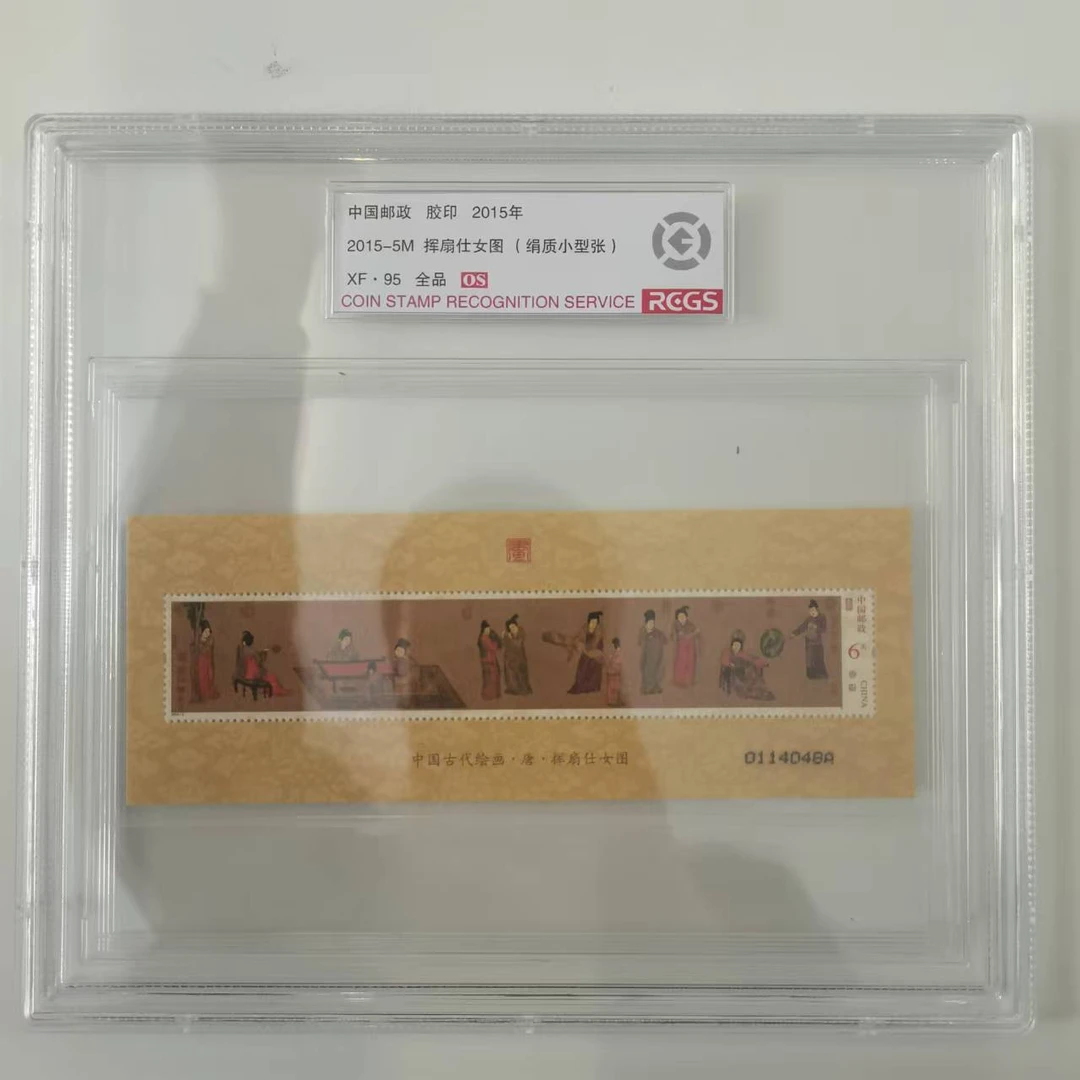 中国邮政 胶印 2015年
2015-5M 挥扇仕女图（绢质小型张）
XF·95 全品 OS
COIN STAMP RECOGNITION SERVICE RCGS
画
中国邮政
6元
CHINA
中国古代绘画·唐·挥扇仕女图
0114048A